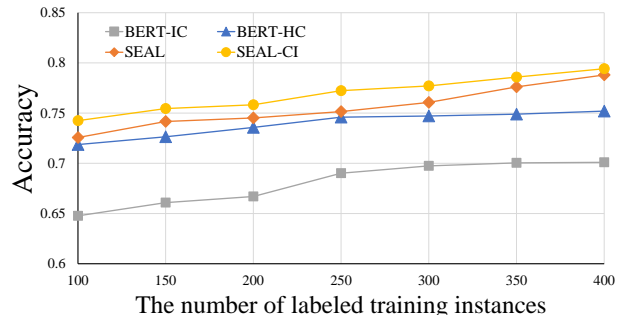 0.85
BERT-IC BERT-HC
0.8
SEAL SEAL-CI
0.75
0.7
0.65
0.6
Accuracy
100 150 200 250 300 350 400
The number of labeled training instances